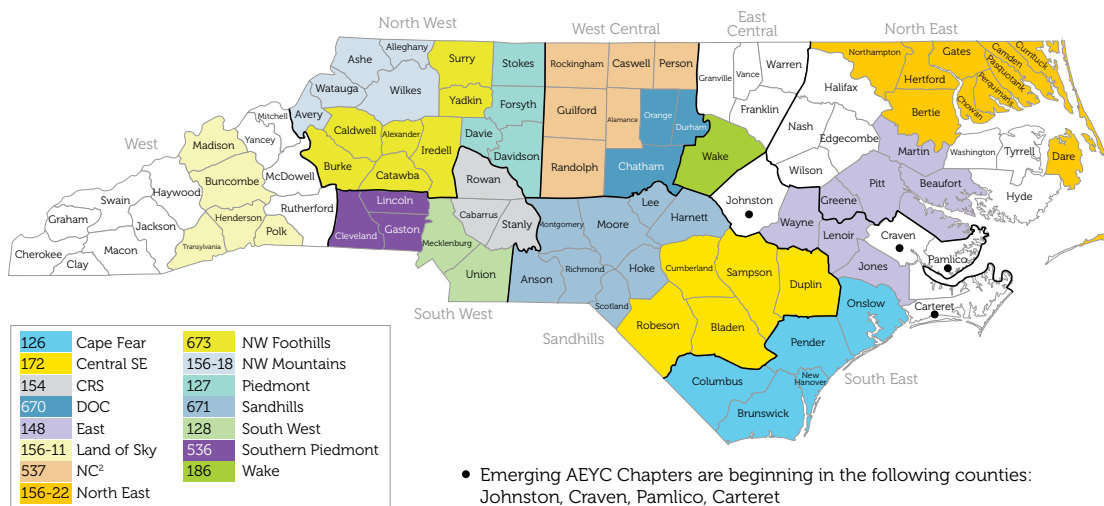 North West
West Central
East
Central
North East
West
South West
Sandhills
South East
Ashe
Alleghany
Surry
Stokes
Rockingham
Caswell
Person
Granville
Vance
Warren
Northampton
Gates
Camden
Currituck
Pasquotank
Perquimans
Chowan
Hertford
Halifax
Bertie
Watauga
Wilkes
Yadkin
Forsyth
Guilford
Alamance
Orange
Durham
Franklin
Nash
Edgecombe
Martin
Washington
Tyrrell
Dare
Mitchell
Avery
Caldwell
Alexander
Iredell
Davie
Davidson
Randolph
Chatham
Wake
Wilson
Pitt
Beaufort
Hyde
Madison
Yancey
Burke
Catawba
Rowan
Johnston
Greene
Buncombe
McDowell
Haywood
Swain
Graham
Rutherford
Lincoln
Cabarrus
Stanly
Montgomery
Moore
Lee
Harnett
Wayne
Lenoir
Craven
Pamlico
Henderson
Polk
Transylvania
Jackson
Macon
Clay
Cherokee
Cleveland
Gaston
Mecklenburg
Union
Anson
Richmond
Hoke
Scotland
Cumberland
Sampson
Duplin
Jones
Onslow
Carteret
Robeson
Bladen
Pender
Columbus
New
Hanover
Brunswick
126 Cape Fear
172 Central SE
154 CRS
670 DOC
148 East
156-11 Land of Sky
537 NC²
156-22 North East
673 NW Foothills
156-18 NW Mountains
127 Piedmont
671 Sandhills
128 South West
536 Southern Piedmont
186 Wake
● Emerging AEYC Chapters are beginning in the following counties:
Johnston, Craven, Pamlico, Carteret